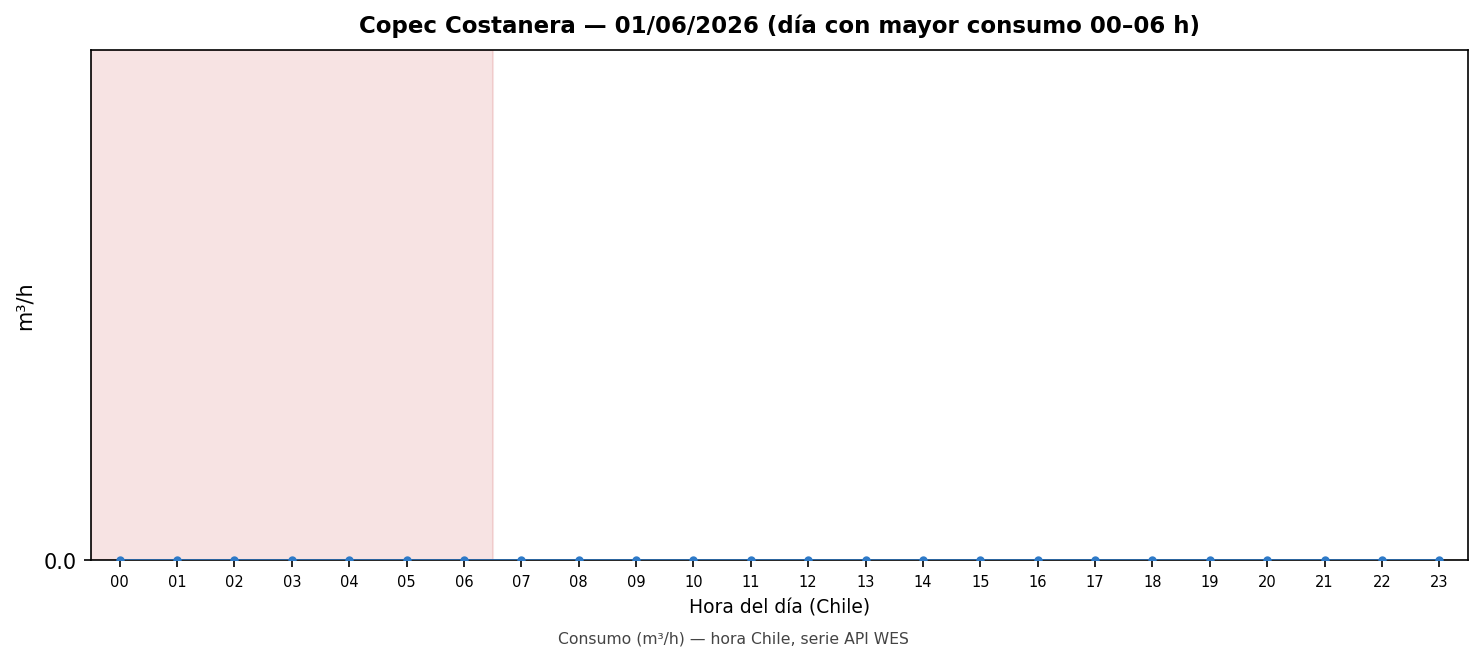 Copec Costanera — 01/06/2026 (día con mayor consumo 00–06 h)
m³/h
0.0
00 01 02 03 04 05 06 07 08 09 10 11 12 13 14 15 16 17 18 19 20 21 22 23
Hora del día (Chile)
Consumo (m³/h) — hora Chile, serie API WES